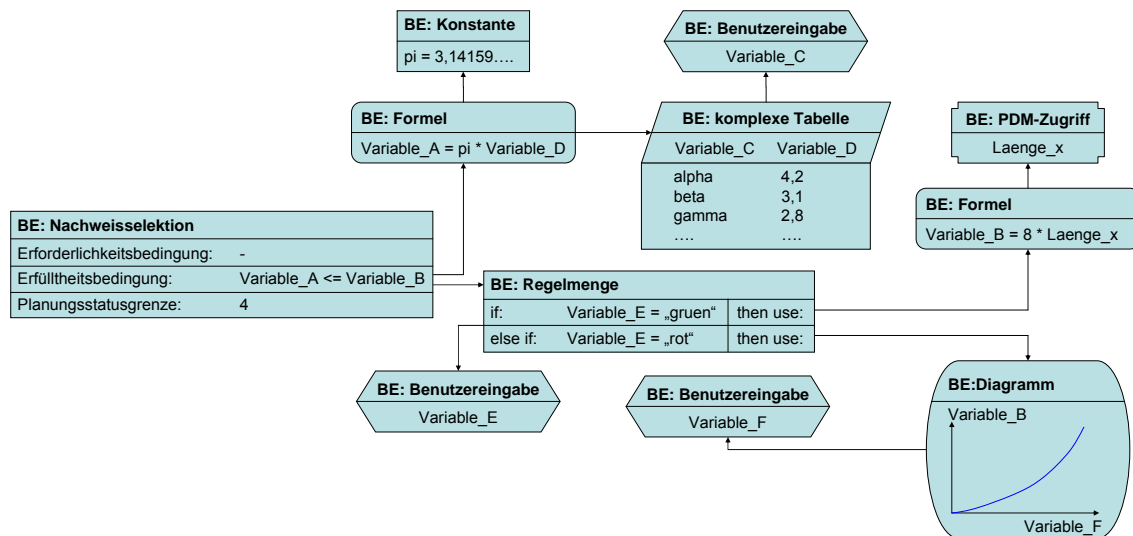 BE: Konstante
pi = 3,14159….
BE: Benutzereingabe
Variable_C
BE: Formel
Variable_A = pi * Variable_D
BE: komplexe Tabelle
Variable_C Variable_D
alpha 4,2
beta 3,1
gamma 2,8
…. ….
BE: PDM-Zugriff
Laenge_x
BE: Formel
Variable_B = 8 * Laenge_x
BE: Nachweisselektion
Erforderlichkeitsbedingung: -
Erfülltheitsbedingung: Variable_A <= Variable_B
Planungsstatusgrenze: 4
BE: Regelmenge
if: Variable_E = „gruen“ then use:
else if: Variable_E = „rot“ then use:
BE: Benutzereingabe
Variable_E
BE: Benutzereingabe
Variable_F
BE:Diagramm
Variable_B
Variable_F